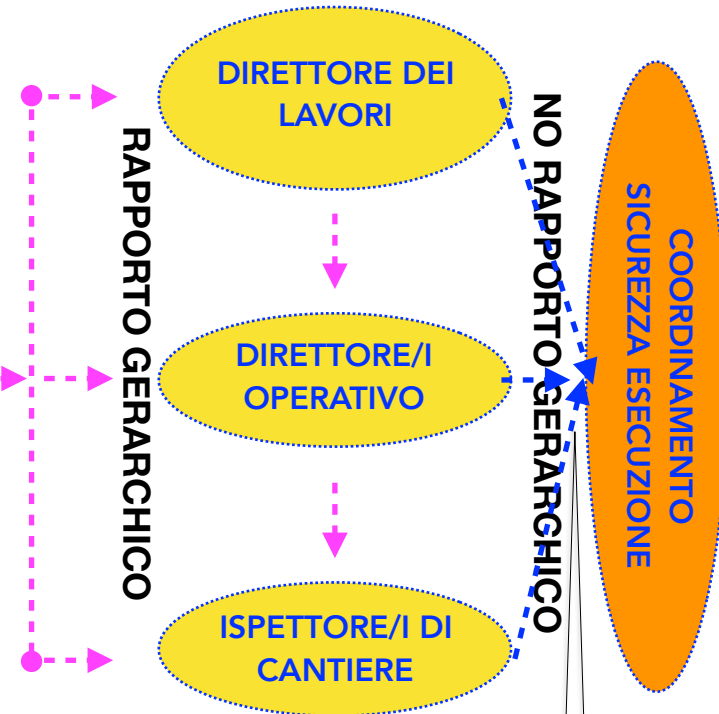 DIRETTORE DEI
LAVORI
RAPPORTO GERARCHICO
DIRETTORE/I
OPERATIVO
ISPETTORE/I DI
CANTIERE
NO RAPPORTO GERARCHICO
COORDINAMENTO
SICUREZZA ESECUZIONE